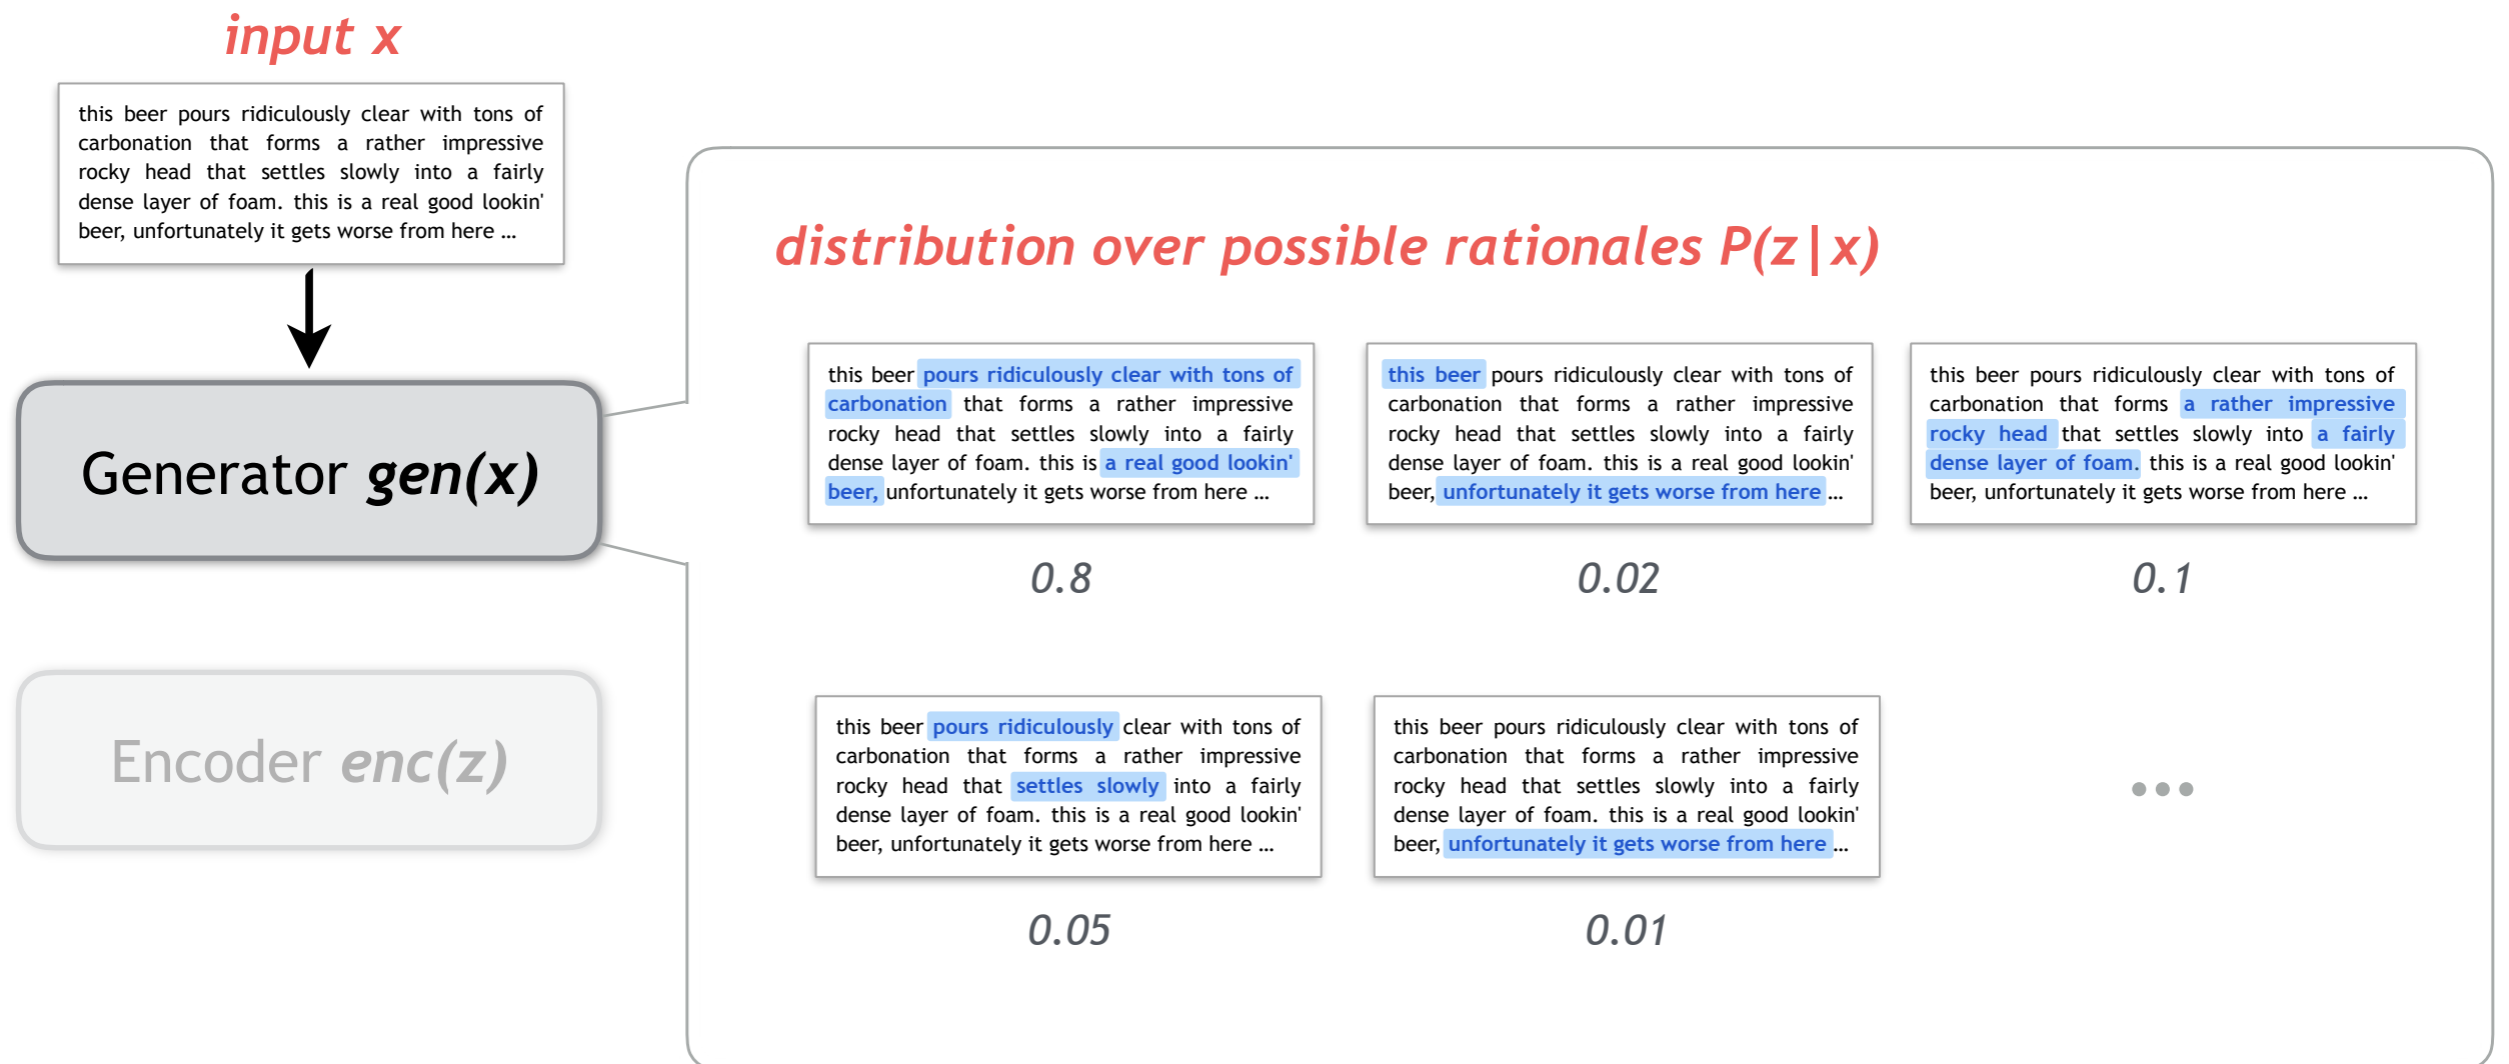 input x
this beer pours ridiculously clear with tons of
carbonation that forms a rather impressive
rocky head that settles slowly into a fairly
dense layer of foam. this is a real good lookin'
beer, unfortunately it gets worse from here ...
Generator gen(x)
Encoder enc(z)
distribution over possible rationales P(z|x)
this beer pours ridiculously clear with tons of
carbonation that forms a rather impressive
rocky head that settles slowly into a fairly
dense layer of foam. this is a real good lookin'
beer, unfortunately it gets worse from here ...
0.8
this beer pours ridiculously clear with tons of
carbonation that forms a rather impressive
rocky head that settles slowly into a fairly
dense layer of foam. this is a real good lookin'
beer, unfortunately it gets worse from here ...
0.02
this beer pours ridiculously clear with tons of
carbonation that forms a rather impressive
rocky head that settles slowly into a fairly
dense layer of foam. this is a real good lookin'
beer, unfortunately it gets worse from here ...
0.1
this beer pours ridiculously clear with tons of
carbonation that forms a rather impressive
rocky head that settles slowly into a fairly
dense layer of foam. this is a real good lookin'
beer, unfortunately it gets worse from here ...
0.05
this beer pours ridiculously clear with tons of
carbonation that forms a rather impressive
rocky head that settles slowly into a fairly
dense layer of foam. this is a real good lookin'
beer, unfortunately it gets worse from here ...
0.01
...